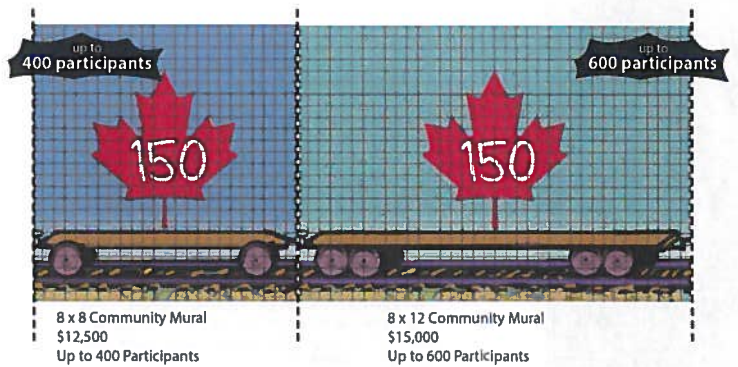 up to
400 participants
up to
600 participants
150
150
8 x 8 Community Mural
$12,500
Up to 400 Participants
8 x 12 Community Mural
$15,000
Up to 600 Participants